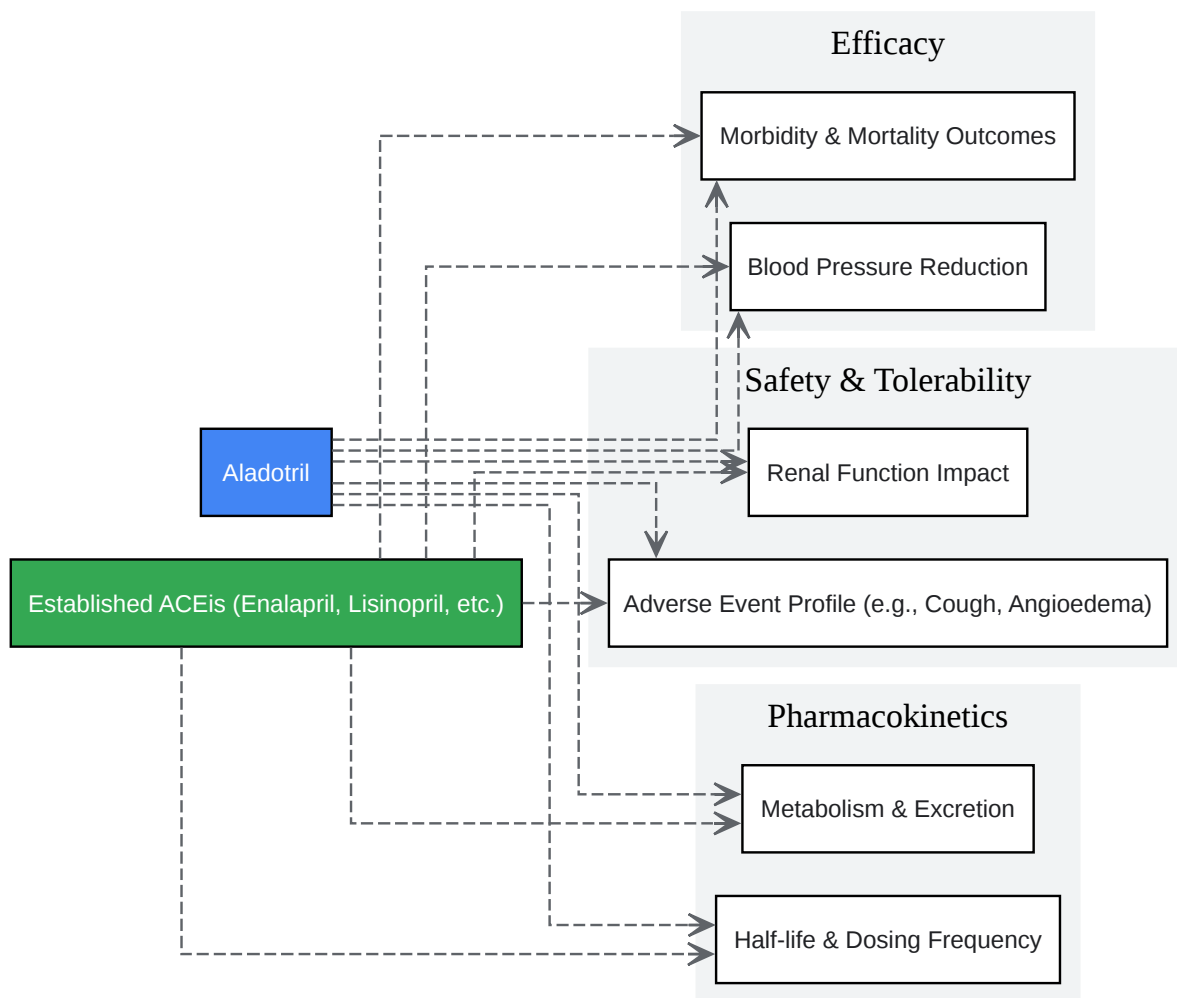 Efficacy
Morbidity & Mortality Outcomes
Blood Pressure Reduction
Safety & Tolerability
Aladotril
Renal Function Impact
Established ACEis (Enalapril, Lisinopril, etc.)
Adverse Event Profile (e.g., Cough, Angioedema)
Pharmacokinetics
Metabolism & Excretion
Half-life & Dosing Frequency